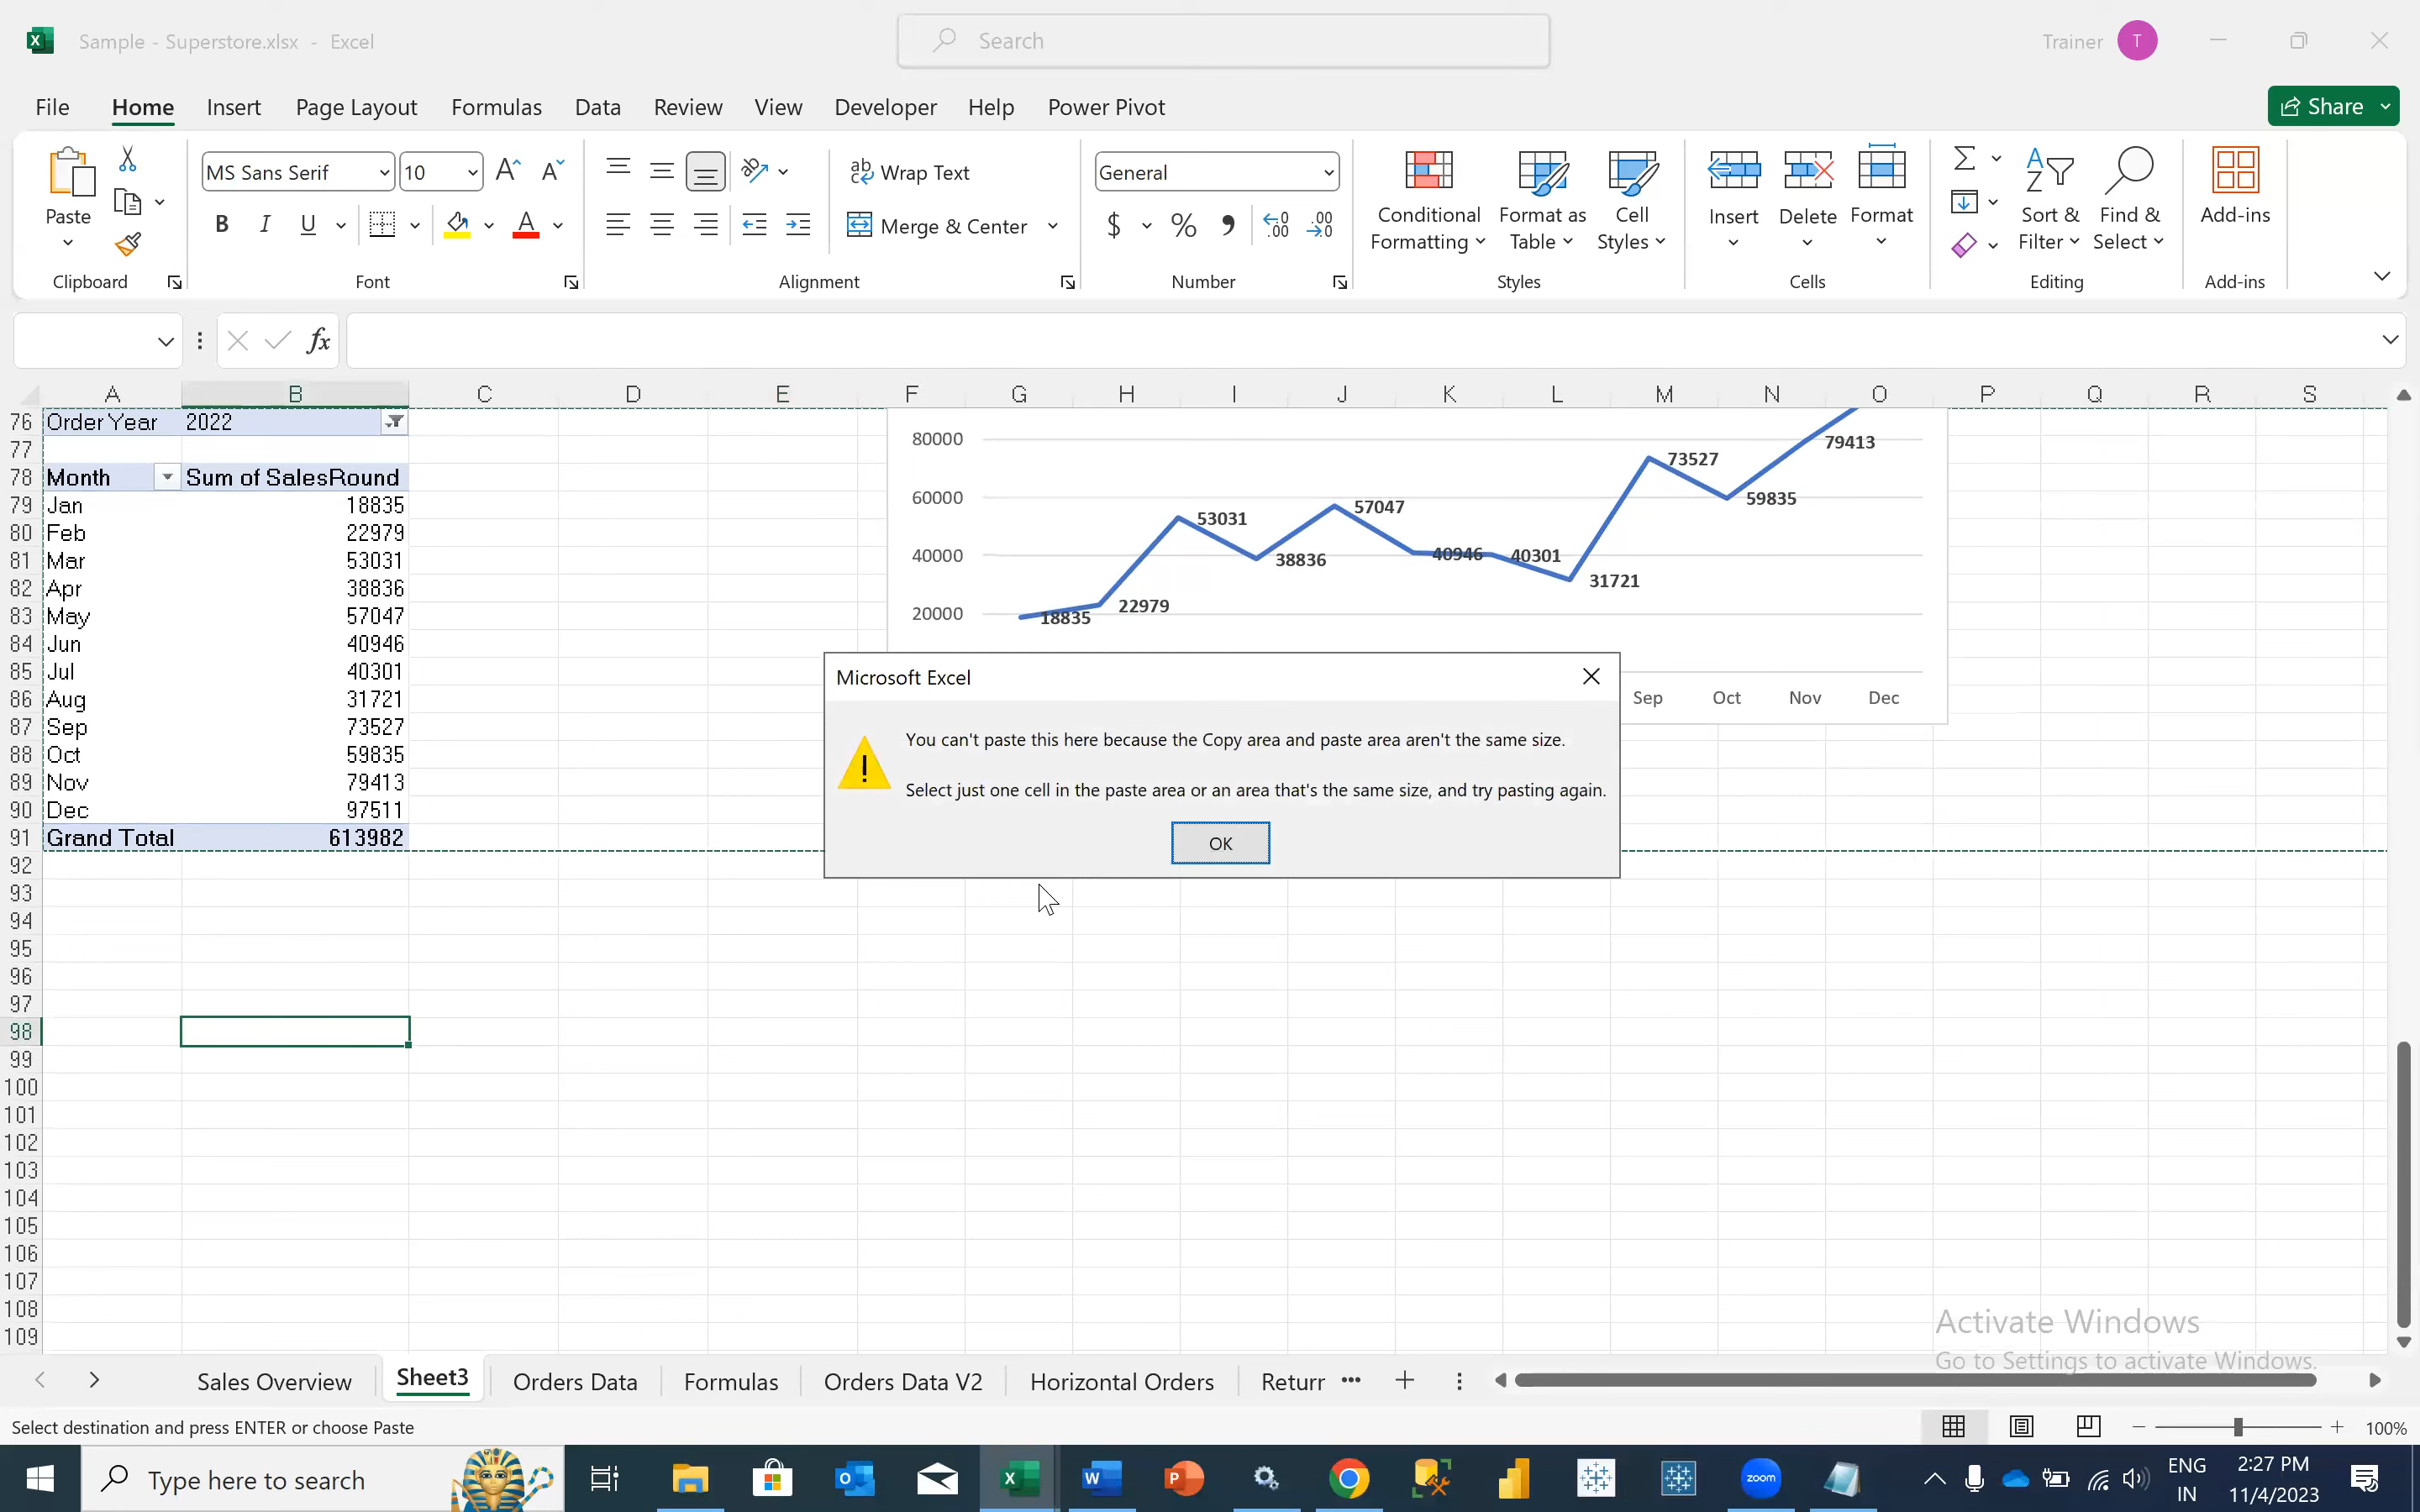 Sample - Superstore.xlsx - Excel
Search
Trainer T
File Home Insert Page Layout Formulas Data Review View Developer Help Power Pivot
Share
Paste
Clipboard
MS Sans Serif 10
B I U
Font
Wrap Text
Merge & Center
Alignment
General
$ % 9
Number
Conditional Formatting
Format as Table
Cell Styles
Styles
Insert
Delete
Format
Cells
Sort & Filter
Find & Select
Editing
Add-ins
Add-ins
fx
A B C D E F G H I J K L M N O P Q R S
76 Order Year 2022
77
78 Month Sum of SalesRound
79 Jan 18835
80 Feb 22979
81 Mar 53031
82 Apr 38836
83 May 57047
84 Jun 40946
85 Jul 40301
86 Aug 31721
87 Sep 73527
88 Oct 59835
89 Nov 79413
90 Dec 97511
91 Grand Total 613982
92
93
94
95
96
97
98
99
100
101
102
103
104
105
106
107
108
109
80000
60000
40000
20000
18835
22979
53031
38836
57047
40946
40301
31721
73527
59835
79413
Sep Oct Nov Dec
Microsoft Excel
You can't paste this here because the Copy area and paste area aren't the same size.
Select just one cell in the paste area or an area that's the same size, and try pasting again.
OK
Activate Windows
Go to Settings to activate Windows.
Sales Overview Sheet3 Orders Data Formulas Orders Data V2 Horizontal Orders Returr
Select destination and press ENTER or choose Paste
100%
Type here to search
zoom
ENG
IN
2:27 PM
11/4/2023